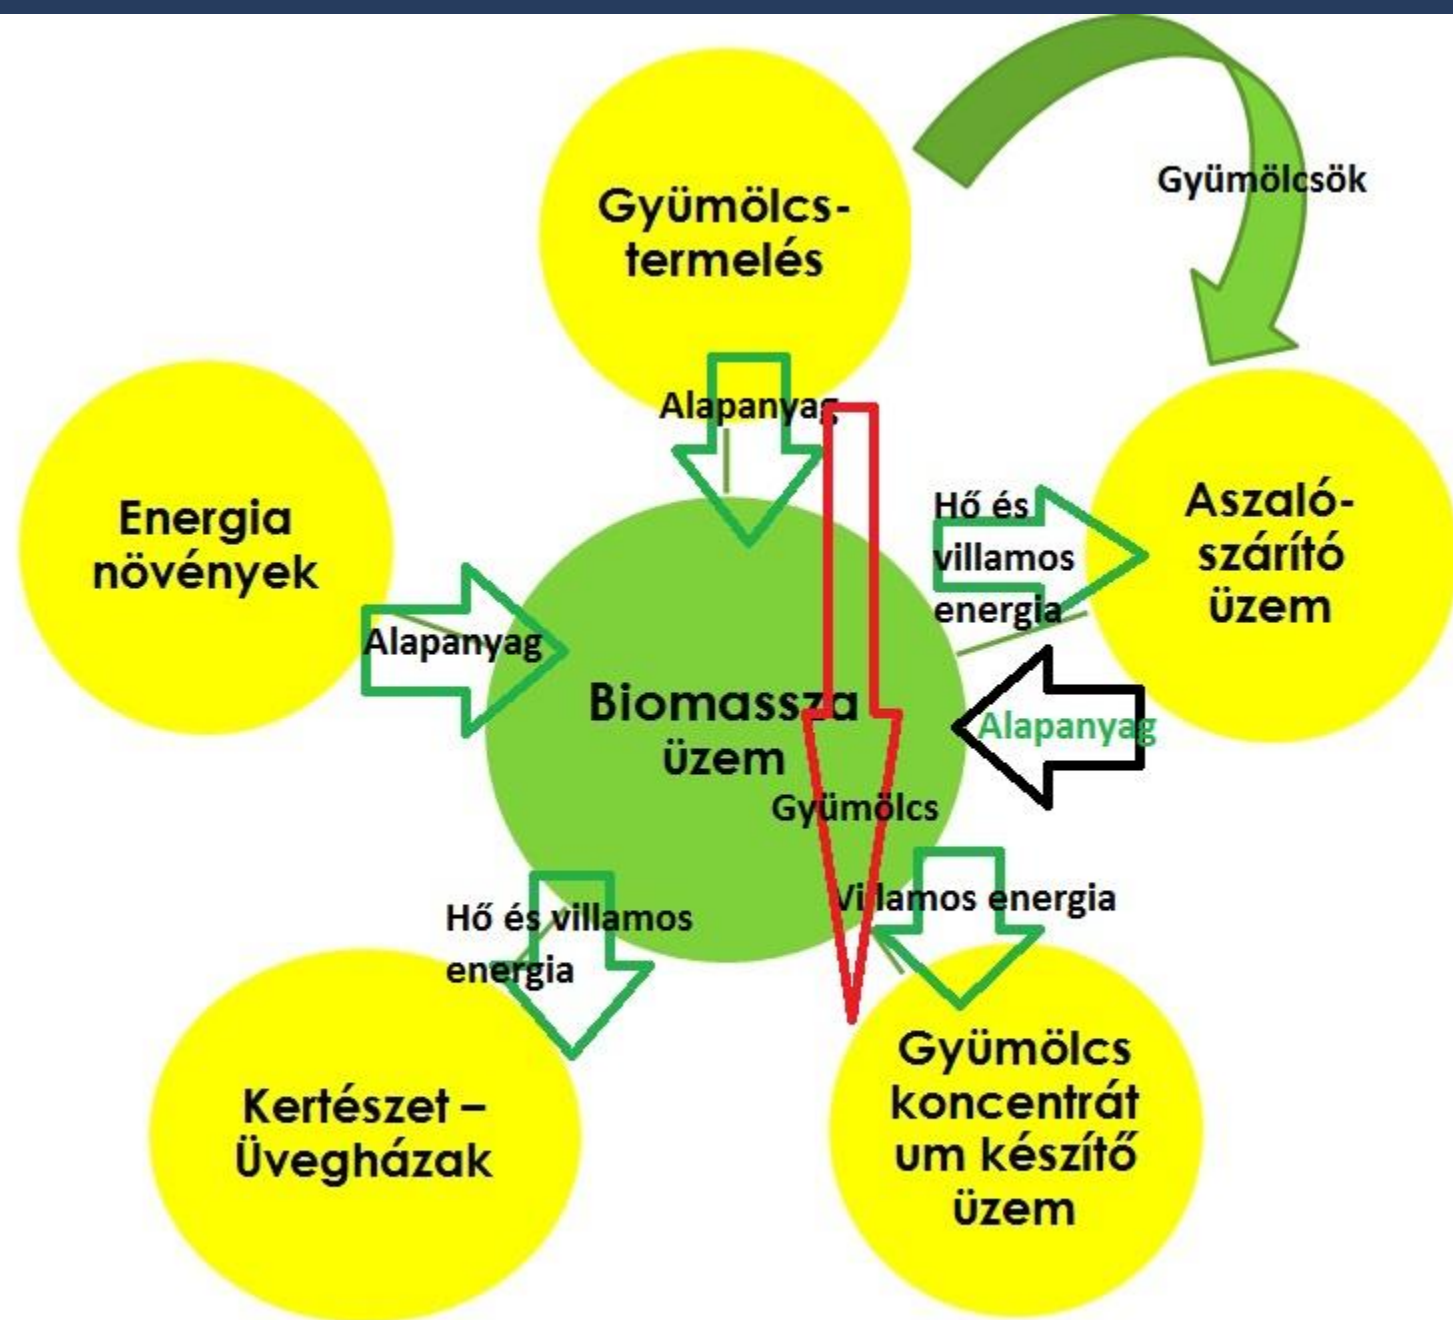 Gyümölcs-
termelés
Gyümölcsök
Alapanyag
Energia
növények
Alapanyag
Hő és
villamos
energia
Aszaló-
szárító
üzem
Biomassza
üzem
Alapanyag
Gyümölcs
Villamos energia
Hő és villamos
energia
Kertészet –
Üvegházak
Gyümölcs
koncentrát
um készítő
üzem